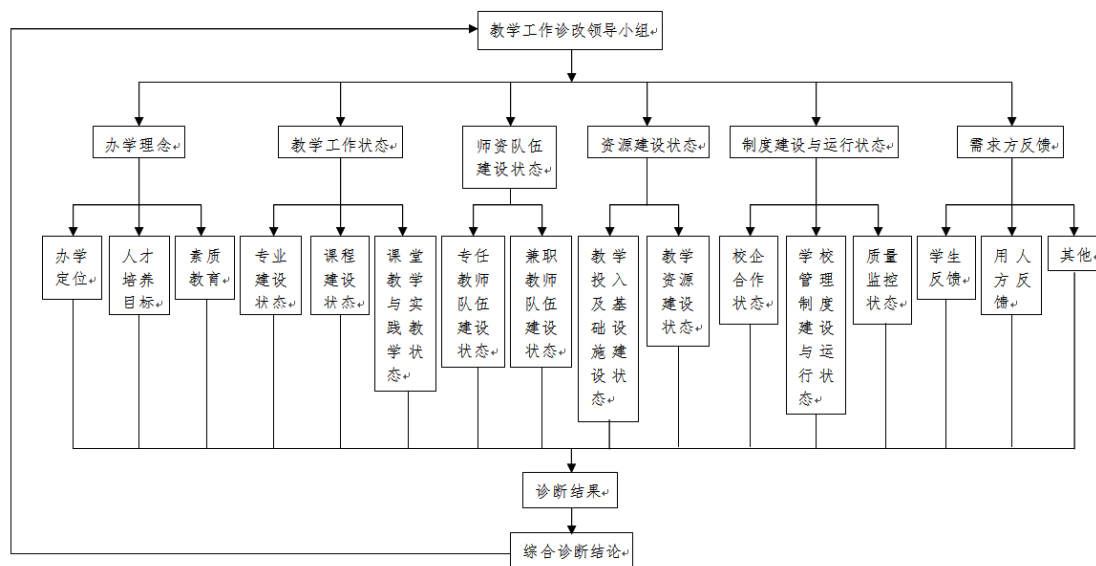 教学工作诊改领导小组
办学理念
教学工作状态
师资队伍
建设状态
资源建设状态
制度建设与运行状态
需求方反馈
办学
定位
人才
培养
目标
素质
教育
专业
建设
状态
课程
建设
状态
课堂
教学
与实
践教
学状
态
专任
教师
队伍
建设
状态
兼职
教师
队伍
建设
状态
教学
投入
及基
础设
施建
设状
态
教学
资源
建设
状态
校企
合作
状态
学校
管理
制度
建设
与运
行状
态
质量
监控
状态
学生
反馈
用人
方反
馈
其他
诊断结果
综合诊断结论